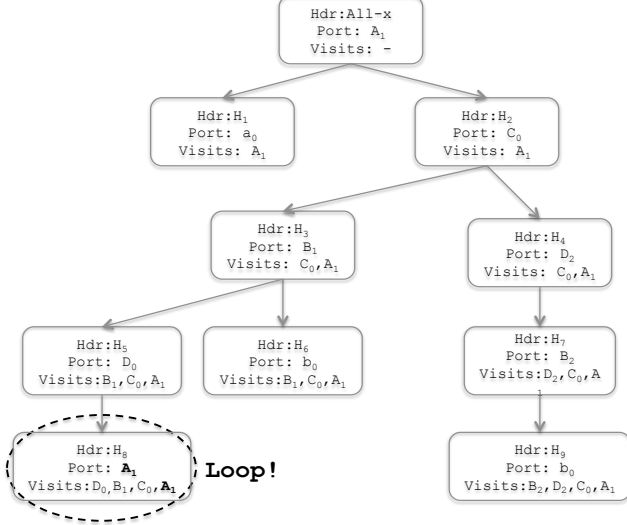 Hdr:All-x
Port: A₁
Visits: -
Hdr:H₁
Port: a₀
Visits: A₁
Hdr:H₂
Port: C₀
Visits: A₁
Hdr:H₃
Port: B₁
Visits: C₀,A₁
Hdr:H₄
Port: D₂
Visits: C₀,A₁
Hdr:H₅
Port: D₀
Visits:B₁,C₀,A₁
Hdr:H₆
Port: b₀
Visits:B₁,C₀,A₁
Hdr:H₇
Port: B₂
Visits:D₂,C₀,A
₁
Hdr:H₈
Port: A₁
Visits:D₀,B₁,C₀,A₁
Loop!
Hdr:H₉
Port: b₀
Visits:B₂,D₂,C₀,A₁